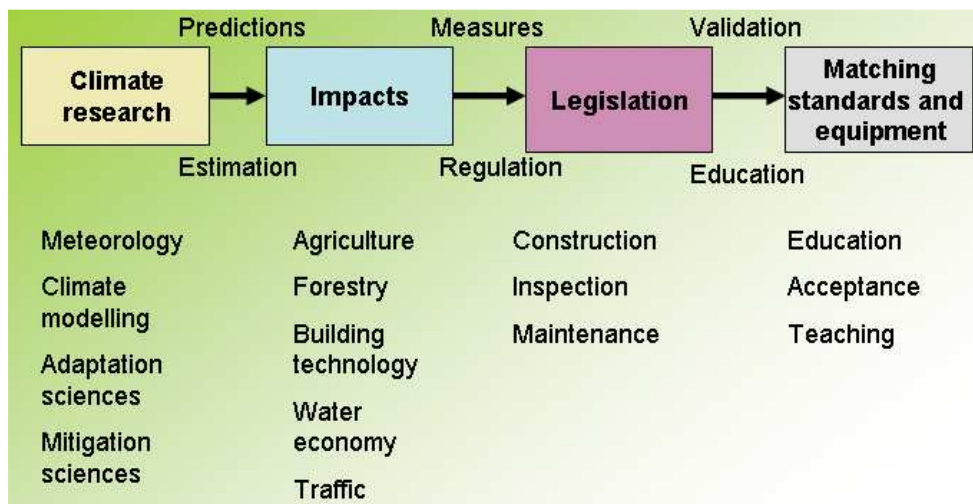 Predictions
Measures
Validation
Climate
research
Impacts
Legislation
Matching
standards and
equipment
Estimation
Regulation
Education
Meteorology
Climate
modelling
Adaptation
sciences
Mitigation
sciences
Agriculture
Forestry
Building
technology
Water
economy
Traffic
Construction
Inspection
Maintenance
Education
Acceptance
Teaching